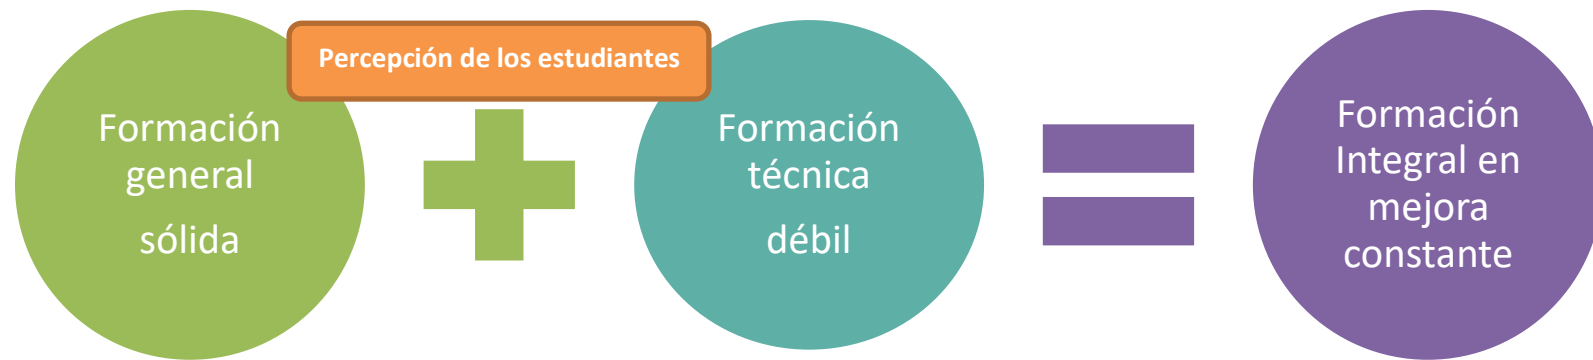 Percepción de los estudiantes
Formación
general
sólida
Formación
técnica
débil
Formación
Integral en
mejora
constante